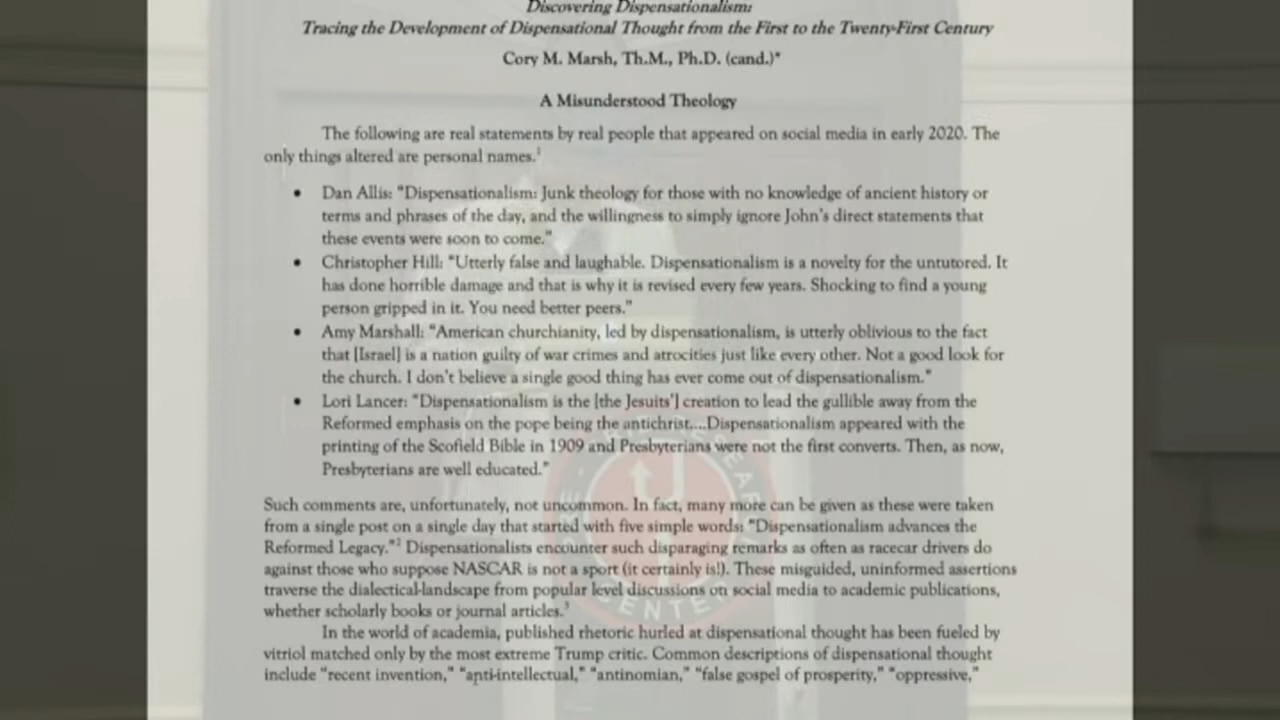 Discovering Dispensationalism:
Tracing the Development of Dispensational Thought from the First to the Twenty-First Century
Cory M. Marsh, Th.M., Ph.D. (cand.)*
A Misunderstood Theology
The following are real statements by real people that appeared on social media in early 2020. The
only things altered are personal names.¹
• Dan Allis: "Dispensationalism: Junk theology for those with no knowledge of ancient history or
terms and phrases of the day, and the willingness to simply ignore John's direct statements that
these events were soon to come."
• Christopher Hill: "Utterly false and laughable. Dispensationalism is a novelty for the untutored. It
has done horrible damage and that is why it is revised every few years. Shocking to find a young
person gripped in it. You need better peers."
• Amy Marshall: "American churchianity, led by dispensationalism, is utterly oblivious to the fact
that [Israel] is a nation guilty of war crimes and atrocities just like every other. Not a good look for
the church. I don't believe a single good thing has ever come out of dispensationalism."
• Lori Lancer: "Dispensationalism is the [the Jesuits'] creation to lead the gullible away from the
Reformed emphasis on the pope being the antichrist....Dispensationalism appeared with the
printing of the Scofield Bible in 1909 and Presbyterians were not the first converts. Then, as now,
Presbyterians are well educated."
Such comments are, unfortunately, not uncommon. In fact, many more can be given as these were taken
from a single post on a single day that started with five simple words: "Dispensationalism advances the
Reformed Legacy."² Dispensationalists encounter such disparaging remarks as often as racecar drivers do
against those who suppose NASCAR is not a sport (it certainly is!). These misguided, uninformed assertions
traverse the dialectical-landscape from popular level discussions on social media to academic publications,
whether scholarly books or journal articles.³
In the world of academia, published rhetoric hurled at dispensational thought has been fueled by
vitriol matched only by the most extreme Trump critic. Common descriptions of dispensational thought
include "recent invention," "anti-intellectual," "antinomian," "false gospel of prosperity," "oppressive,"
CENTER